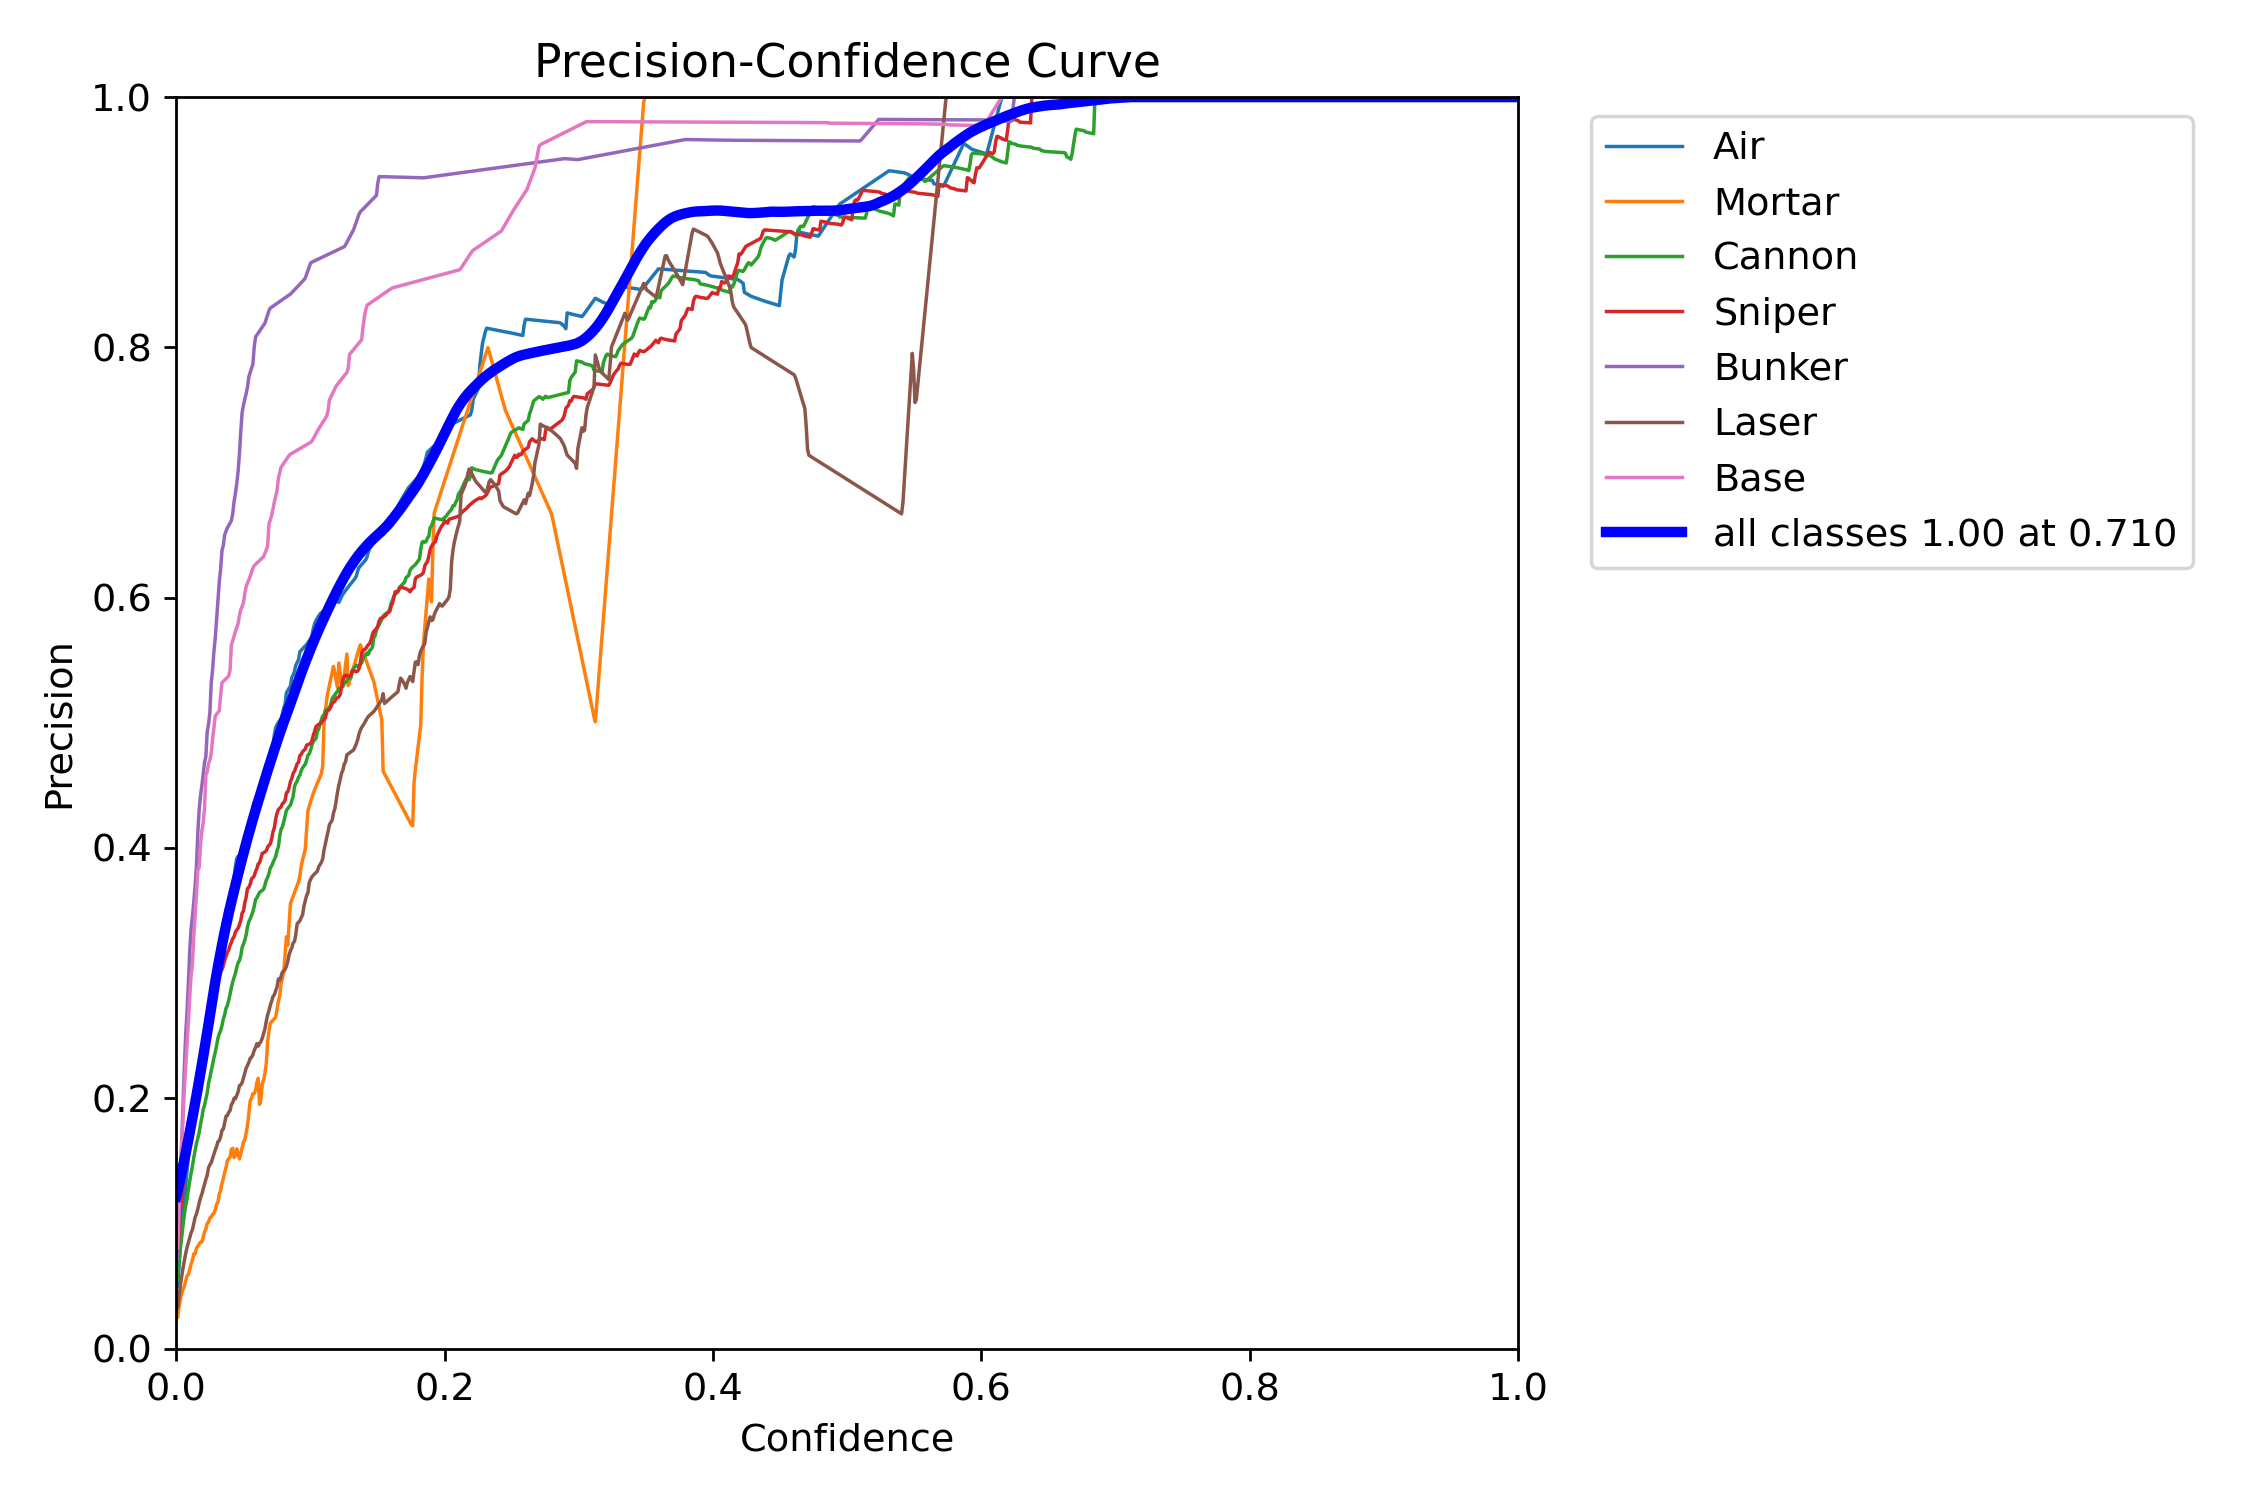 Precision-Confidence Curve
1.0
0.8
0.6
0.4
0.2
0.0
Precision
0.0 0.2 0.4 0.6 0.8 1.0
Confidence
Air
Mortar
Cannon
Sniper
Bunker
Laser
Base
all classes 1.00 at 0.710